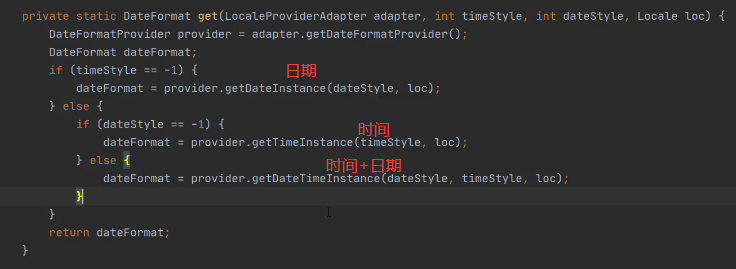 private static DateFormat get(LocaleProviderAdapter adapter, int timeStyle, int dateStyle, Locale loc) {
DateFormatProvider provider = adapter.getDateFormatProvider();
DateFormat dateFormat;
if (timeStyle == -1) {
日期
dateFormat = provider.getDateInstance(dateStyle, loc);
} else {
if (dateStyle == -1) {
时间
dateFormat = provider.getTimeInstance(timeStyle, loc);
} else {
时间+日期
dateFormat = provider.getDateTimeInstance(dateStyle, timeStyle, loc);
}
}
return dateFormat;
}